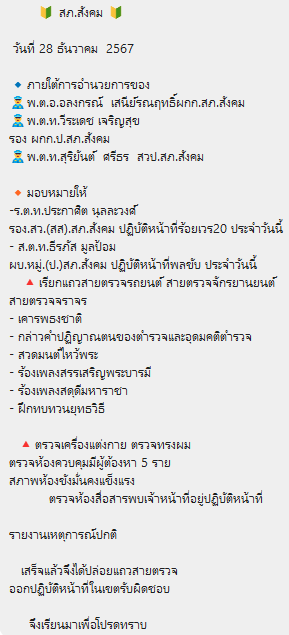 🔰 สภ.สังคม 🔰
วันที่ 28 ธันวาคม 2567
🔹ภายใต้การอำนวยการของ
👮พ.ต.อ.อลงกรณ์ เสนีย์รณฤทธิ์ผกก.สภ.สังคม
👮พ.ต.ท.วีระเดช เจริญสุข
รอง ผกก.ป.สภ.สังคม
👮พ.ต.ท.สุริยันต์ ศรีธร สวป.สภ.สังคม
🔸มอบหมายให้
-ร.ต.ท.ประกาศิต นุลละวงศ์
รอง.สว.(สส).สภ.สังคม ปฏิบัติหน้าที่ร้อยเวร20 ประจำวันนี้
- ส.ต.ท.ธีรภัส มูลป้อม
ผบ.หมู่.(ป.)สภ.สังคม ปฏิบัติหน้าที่พลขับ ประจำวันนี้
🔺เรียกแถวสายตรวจรถยนต์ สายตรวจจักรยานยนต์
สายตรวจจราจร
- เคารพธงชาติ
- กล่าวคำปฏิญาณตนของตำรวจและอุดมคติตำรวจ
- สวดมนต์ไหว้พระ
- ร้องเพลงสรรเสริญพระบารมี
- ร้องเพลงสดุดีมหาราชา
- ฝึกทบทวนยุทธวิธี
🔺ตรวจเครื่องแต่งกาย ตรวจทรงผม
ตรวจห้องควบคุมมีผู้ต้องหา 5 ราย
สภาพห้องขังมั่นคงแข็งแรง
ตรวจห้องสื่อสารพบเจ้าหน้าที่อยู่ปฏิบัติหน้าที่
รายงานเหตุการณ์ปกติ
เสร็จแล้วจึงได้ปล่อยแถวสายตรวจ
ออกปฏิบัติหน้าที่ในเขตรับผิดชอบ
จึงเรียนมาเพื่อโปรดทราบ